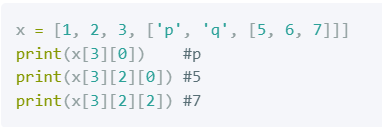 x = [1, 2, 3, ['p', 'q', [5, 6, 7]]]
print(x[3][0])    #p
print(x[3][2][0]) #5
print(x[3][2][2]) #7